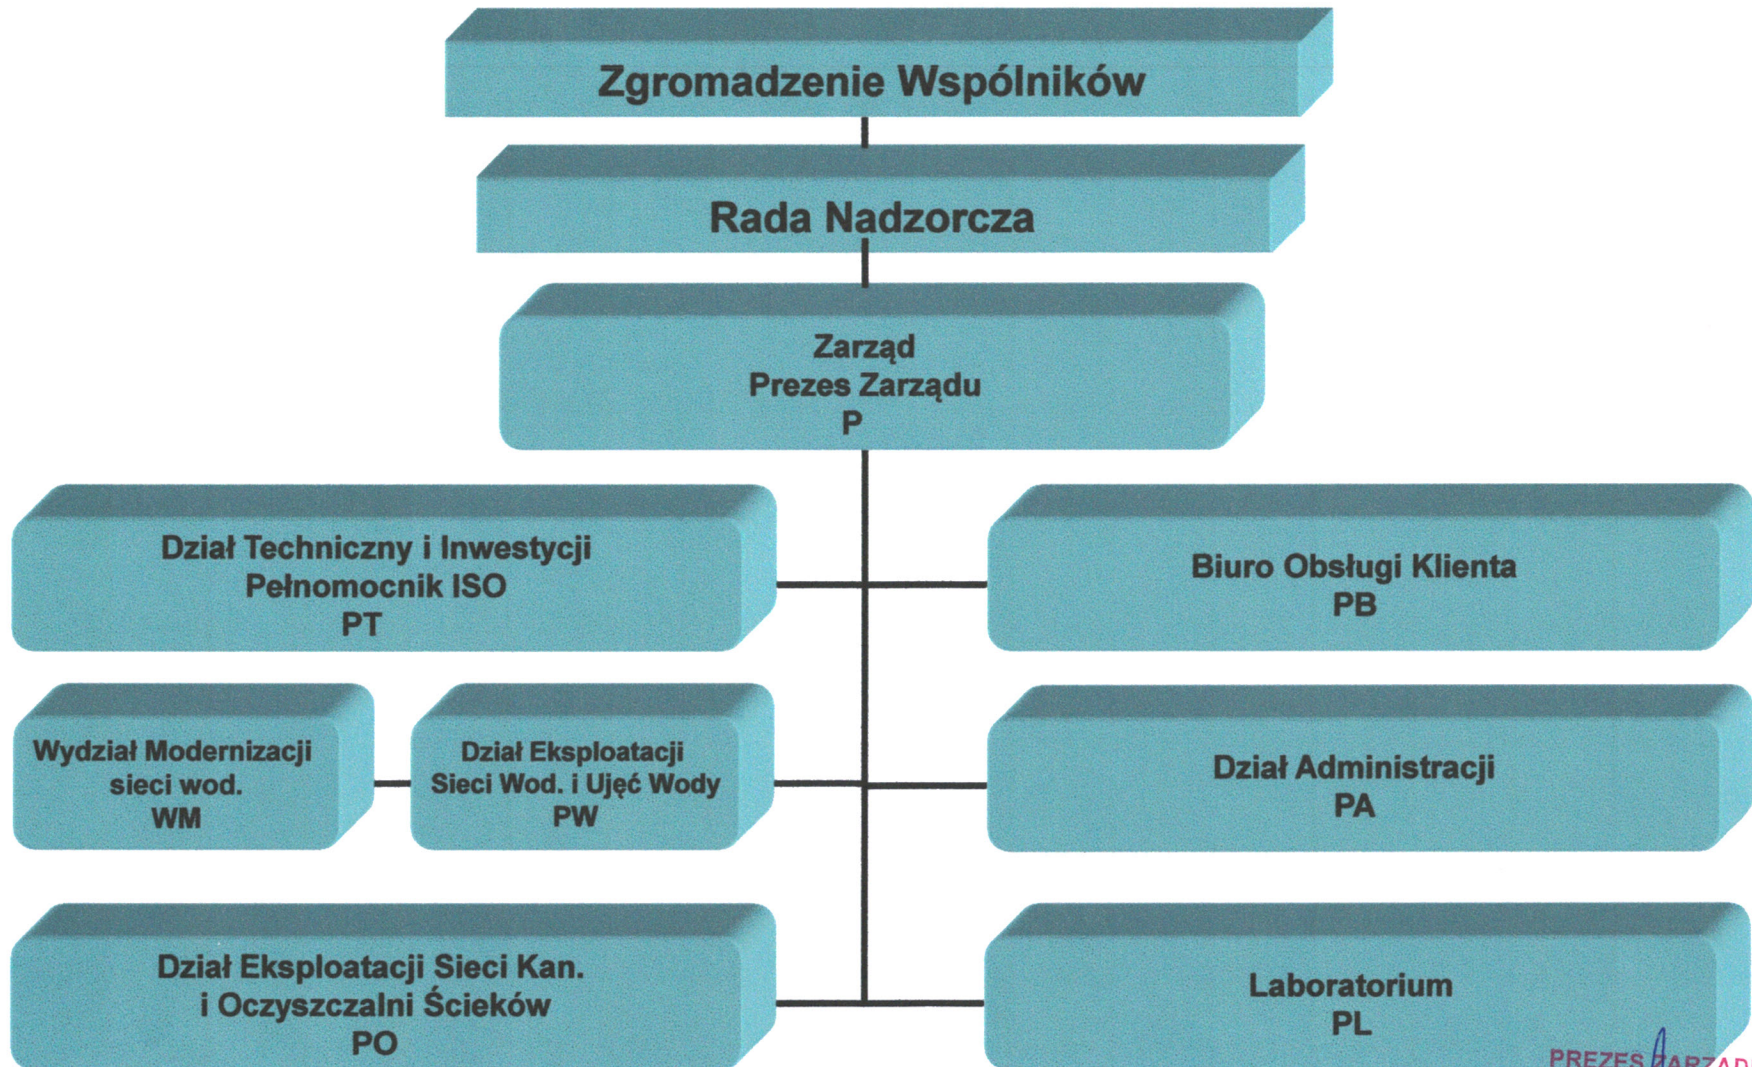 Zgromadzenie Wspólników
Rada Nadzorcza
Zarząd
Prezes Zarządu
P
Dział Techniczny i Inwestycji
Pełnomocnik ISO
PT
Biuro Obsługi Klienta
PB
Wydział Modernizacji
sieci wod.
WM
Dział Eksploatacji
Sieci Wod. i Ujęć Wody
PW
Dział Administracji
PA
Dział Eksploatacji Sieci Kan.
i Oczyszczalni Ścieków
PO
Laboratorium
PL
PREZES